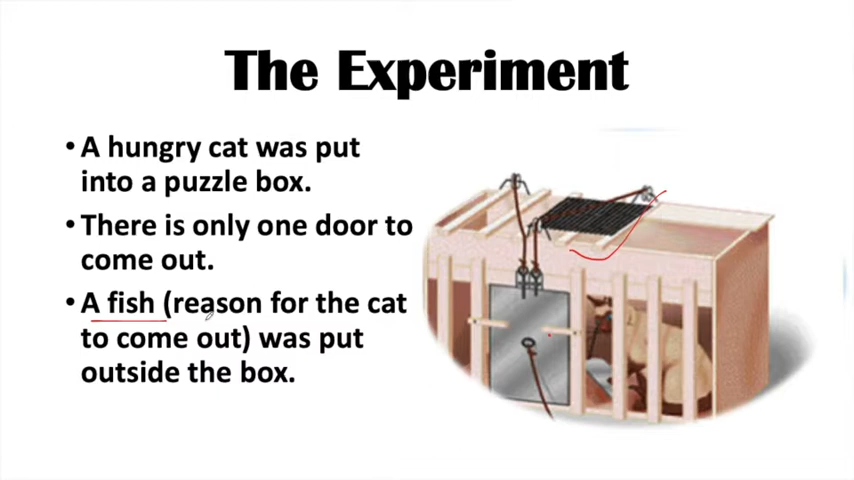 The Experiment
• A hungry cat was put
into a puzzle box.
• There is only one door to
come out.
• A fish (reason for the cat
to come out) was put
outside the box.